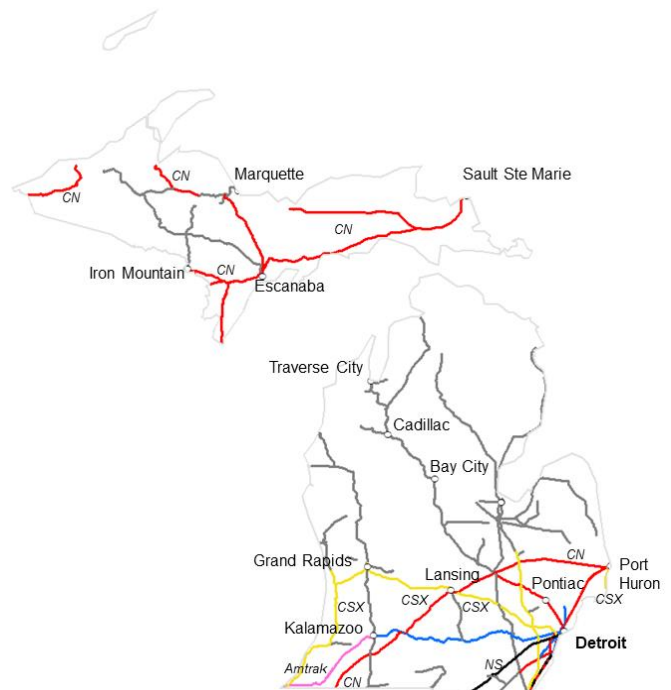 Marquette
Sault Ste Marie
CN
CN
CN
Iron Mountain
CN
Escanaba
Traverse City
Cadillac
Bay City
Grand Rapids
Lansing
CN
Port
Huron
Pontiac
CSX
CSX
CSX
CSX
Kalamazoo
Detroit
Amtrak
CN
NS